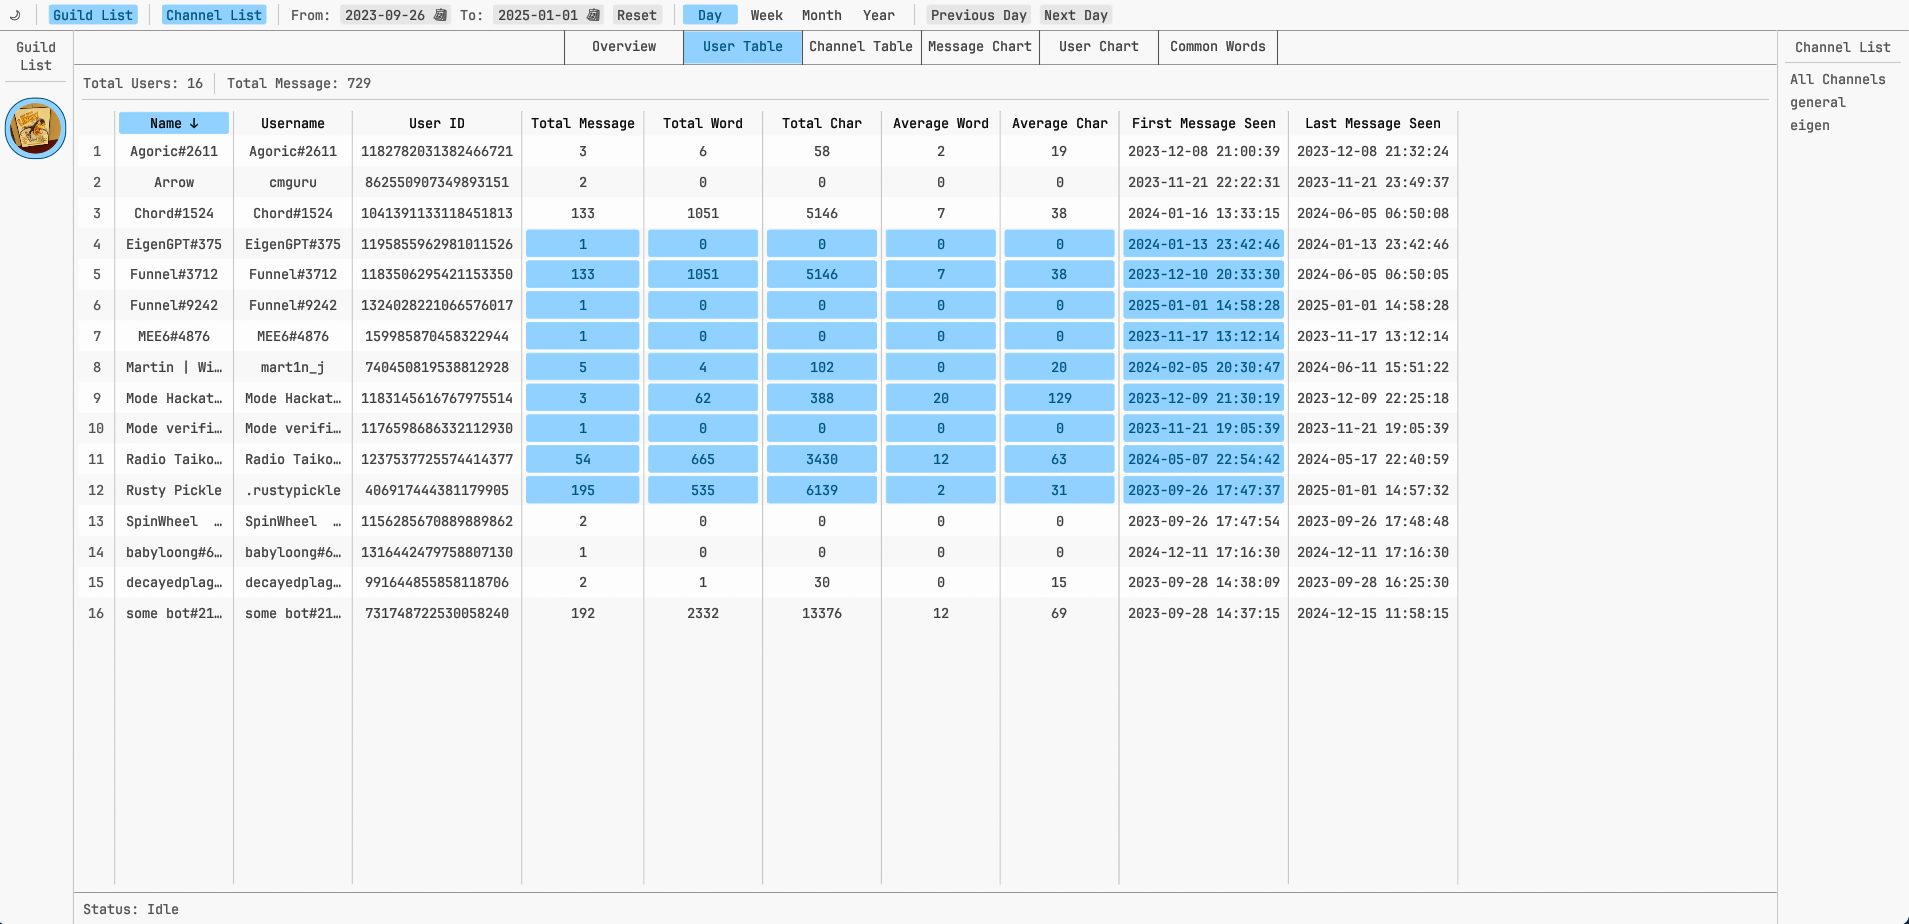 Guild List Channel List From: 2023-09-26 To: 2025-01-01 Reset Day Week Month Year Previous Day Next Day
Guild List
Overview User Table Channel Table Message Chart User Chart Common Words
Channel List
All Channels
general
eigen
Total Users: 16 Total Message: 729
Name ↓ Username User ID Total Message Total Word Total Char Average Word Average Char First Message Seen Last Message Seen
1 Agoric#2611 Agoric#2611 1182782031382466721 3 6 58 2 19 2023-12-08 21:00:39 2023-12-08 21:32:24
2 Arrow cmguru 862550907349893151 2 0 0 0 0 2023-11-21 22:22:31 2023-11-21 23:49:37
3 Chord#1524 Chord#1524 1041391133118451813 133 1051 5146 7 38 2024-01-16 13:33:15 2024-06-05 06:50:08
4 EigenGPT#375 EigenGPT#375 1195855962981011526 1 0 0 0 0 2024-01-13 23:42:46 2024-01-13 23:42:46
5 Funnel#3712 Funnel#3712 1183506295421153350 133 1051 5146 7 38 2023-12-10 20:33:30 2024-06-05 06:50:05
6 Funnel#9242 Funnel#9242 1324028221066576017 1 0 0 0 0 2025-01-01 14:58:28 2025-01-01 14:58:28
7 MEE6#4876 MEE6#4876 159985870458322944 1 0 0 0 0 2023-11-17 13:12:14 2023-11-17 13:12:14
8 Martin | Wi… mart1n_j 740450819538812928 5 4 102 0 20 2024-02-05 20:30:47 2024-06-11 15:51:22
9 Mode Hackat… Mode Hackat… 1183145616767975514 3 62 388 20 129 2023-12-09 21:30:19 2023-12-09 22:25:18
10 Mode verifi… Mode verifi… 1176598686332112930 1 0 0 0 0 2023-11-21 19:05:39 2023-11-21 19:05:39
11 Radio Taiko… Radio Taiko… 1237537725574414377 54 665 3430 12 63 2024-05-07 22:54:42 2024-05-17 22:40:59
12 Rusty Pickle .rustypickle 406917444381179905 195 535 6139 2 31 2023-09-26 17:47:37 2025-01-01 14:57:32
13 SpinWheel … SpinWheel … 1156285670889889862 2 0 0 0 0 2023-09-26 17:47:54 2023-09-26 17:48:48
14 babyloong#6… babyloong#6… 1316442479758807130 1 0 0 0 0 2024-12-11 17:16:30 2024-12-11 17:16:30
15 decayedplag… decayedplag… 991644855858118706 2 1 30 0 15 2023-09-28 14:38:09 2023-09-28 16:25:30
16 some bot#21… some bot#21… 731748722530058240 192 2332 13376 12 69 2023-09-28 14:37:15 2024-12-15 11:58:15
Status: Idle